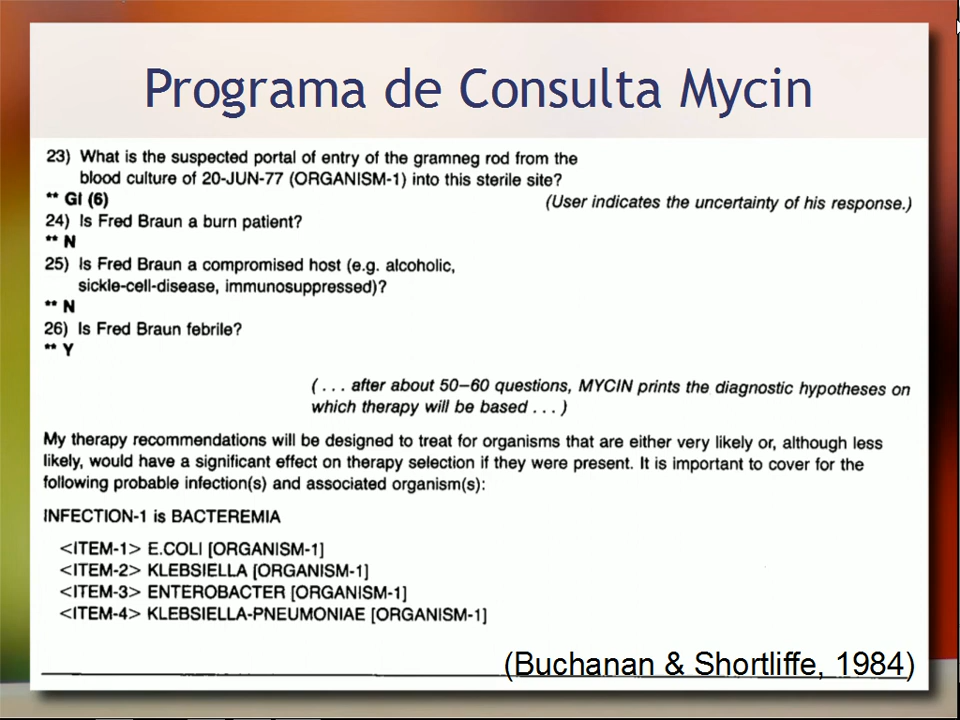 Programa de Consulta Mycin
23) What is the suspected portal of entry of the gramneg rod from the
blood culture of 20-JUN-77 (ORGANISM-1) into this sterile site?
** GI (6) (User indicates the uncertainty of his response.)
24) Is Fred Braun a burn patient?
** N
25) Is Fred Braun a compromised host (e.g. alcoholic,
sickle-cell-disease, immunosuppressed)?
** N
26) Is Fred Braun febrile?
** Y
( . . . after about 50–60 questions, MYCIN prints the diagnostic hypotheses on
which therapy will be based . . . )
My therapy recommendations will be designed to treat for organisms that are either very likely or, although less
likely, would have a significant effect on therapy selection if they were present. It is important to cover for the
following probable infection(s) and associated organism(s):
INFECTION-1 is BACTEREMIA
<ITEM-1> E.COLI [ORGANISM-1]
<ITEM-2> KLEBSIELLA [ORGANISM-1]
<ITEM-3> ENTEROBACTER [ORGANISM-1]
<ITEM-4> KLEBSIELLA-PNEUMONIAE [ORGANISM-1]
(Buchanan & Shortliffe, 1984)